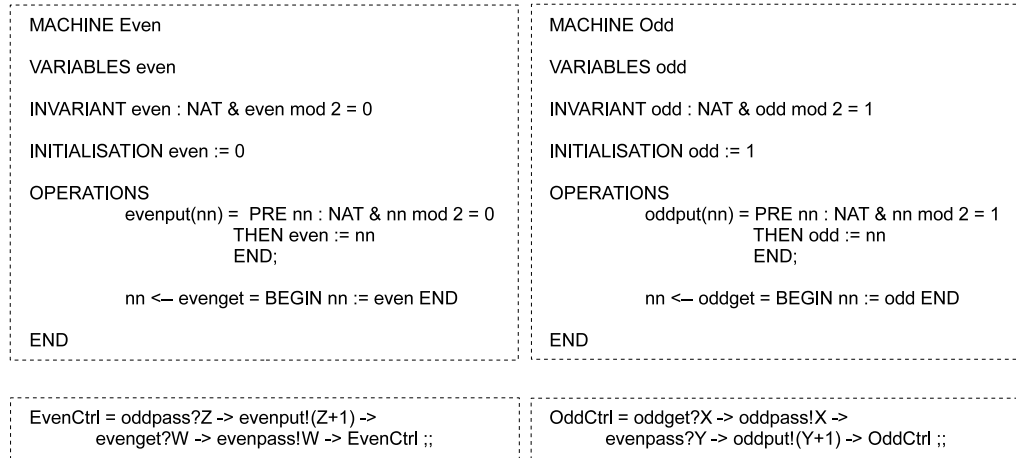 MACHINE Even
VARIABLES even
INVARIANT even : NAT & even mod 2 = 0
INITIALISATION even := 0
OPERATIONS
evenput(nn) = PRE nn : NAT & nn mod 2 = 0
THEN even := nn
END;
nn <-- evenget = BEGIN nn := even END
END
MACHINE Odd
VARIABLES odd
INVARIANT odd : NAT & odd mod 2 = 1
INITIALISATION odd := 1
OPERATIONS
oddput(nn) = PRE nn : NAT & nn mod 2 = 1
THEN odd := nn
END;
nn <-- oddget = BEGIN nn := odd END
END
EvenCtrl = oddpass?Z -> evenput!(Z+1) ->
evenget?W -> evenpass!W -> EvenCtrl ;;
OddCtrl = oddget?X -> oddpass!X ->
evenpass?Y -> oddput!(Y+1) -> OddCtrl ;;